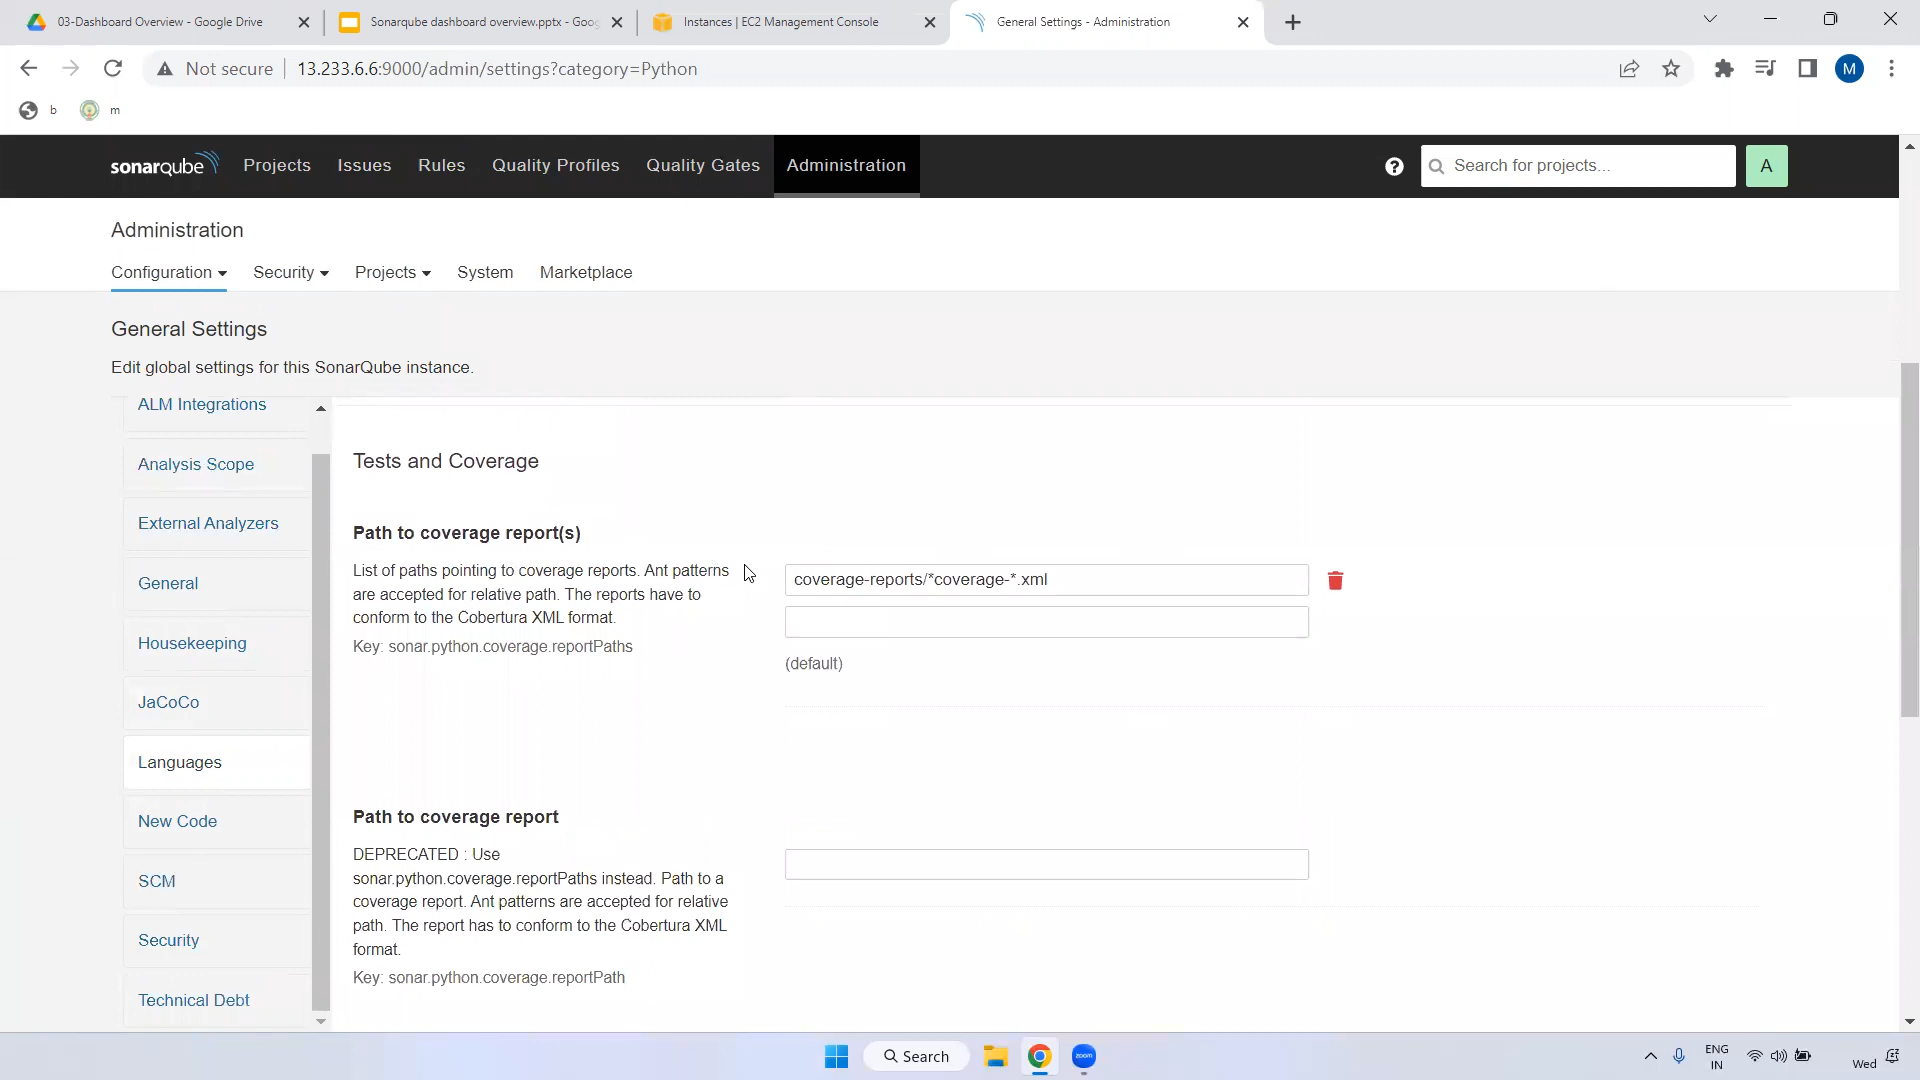 03-Dashboard Overview - Google Drive
Sonarqube dashboard overview.pptx - Goog
Instances | EC2 Management Console
General Settings - Administration
Not secure
13.233.6.6:9000/admin/settings?category=Python
M
b
m
sonarqube
Projects
Issues
Rules
Quality Profiles
Quality Gates
Administration
?
Search for projects...
A
Administration
Configuration
Security
Projects
System
Marketplace
General Settings
Edit global settings for this SonarQube instance.
ALM Integrations
Analysis Scope
External Analyzers
General
Housekeeping
JaCoCo
Languages
New Code
SCM
Security
Technical Debt
Tests and Coverage
Path to coverage report(s)
List of paths pointing to coverage reports. Ant patterns
are accepted for relative path. The reports have to
conform to the Cobertura XML format.
Key: sonar.python.coverage.reportPaths
coverage-reports/*coverage-*.xml
(default)
Path to coverage report
DEPRECATED : Use
sonar.python.coverage.reportPaths instead. Path to a
coverage report. Ant patterns are accepted for relative
path. The report has to conform to the Cobertura XML
format.
Key: sonar.python.coverage.reportPath
Search
zoom
ENG
IN
Wed